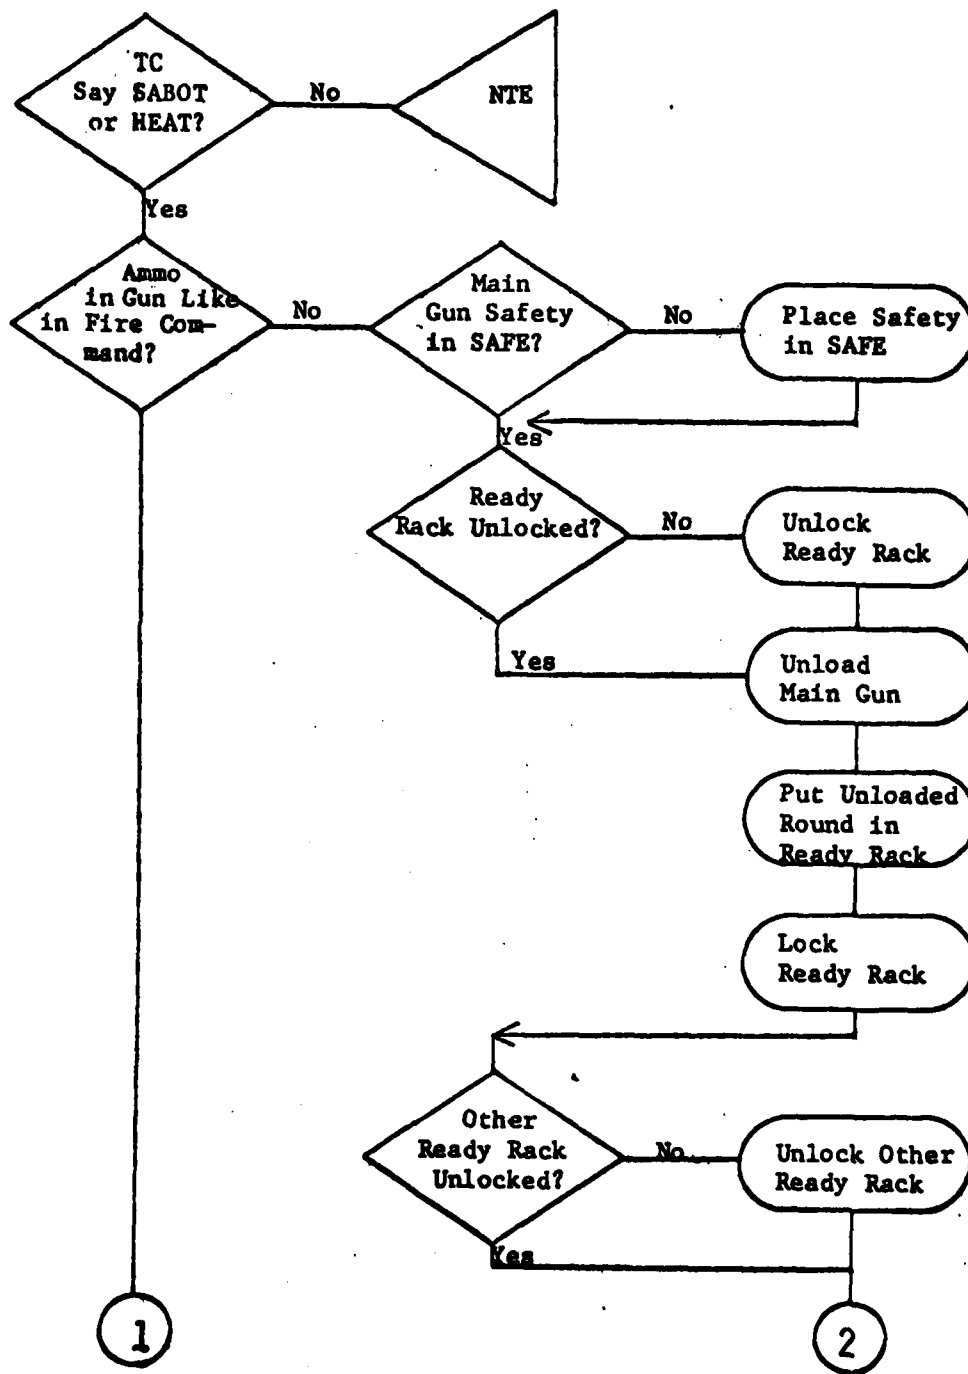 TC
Say SABOT
or HEAT?
No
NTE
Yes
Ammo
in Gun Like
in Fire Com-
mand?
No
Main
Gun Safety
in SAFE?
No
Place Safety
in SAFE
Yes
Ready
Rack Unlocked?
No
Unlock
Ready Rack
Yes
Unload
Main Gun
Put Unloaded
Round in
Ready Rack
Lock
Ready Rack
Other
Ready Rack
Unlocked?
No
Unlock Other
Ready Rack
Yes
1
2